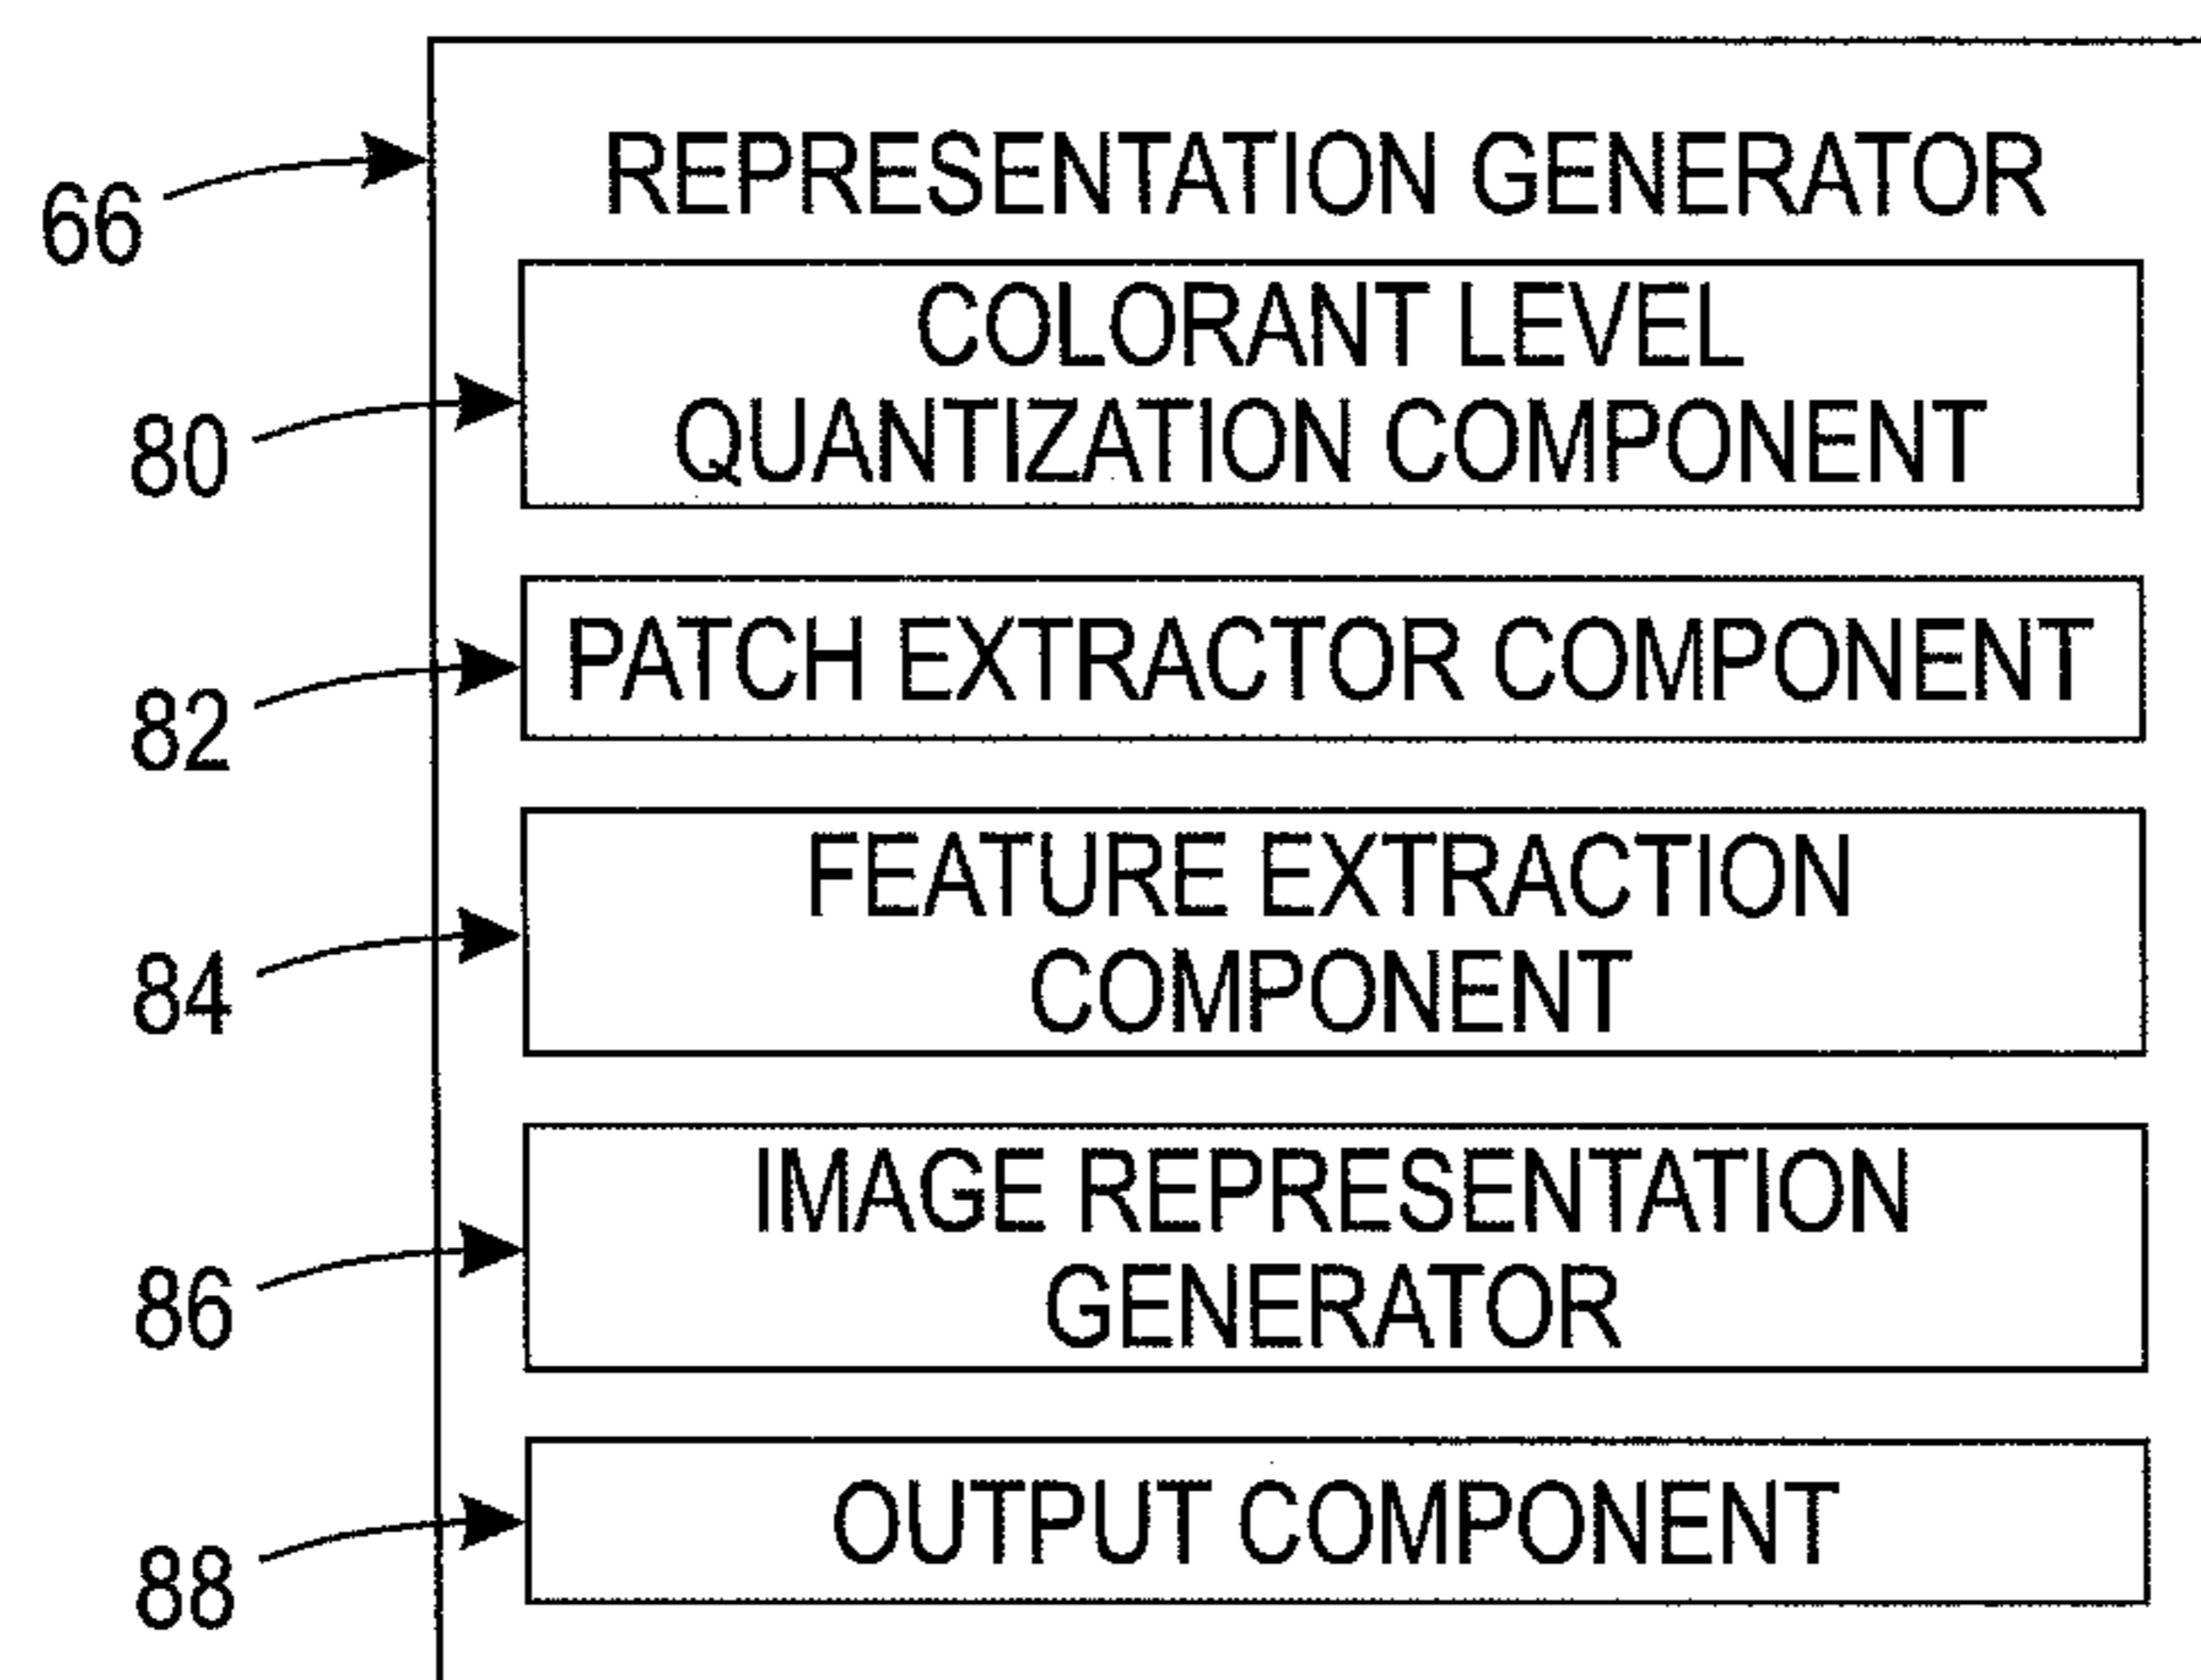 66
REPRESENTATION GENERATOR
80
COLORANT LEVEL
QUANTIZATION COMPONENT
82
PATCH EXTRACTOR COMPONENT
84
FEATURE EXTRACTION
COMPONENT
86
IMAGE REPRESENTATION
GENERATOR
88
OUTPUT COMPONENT